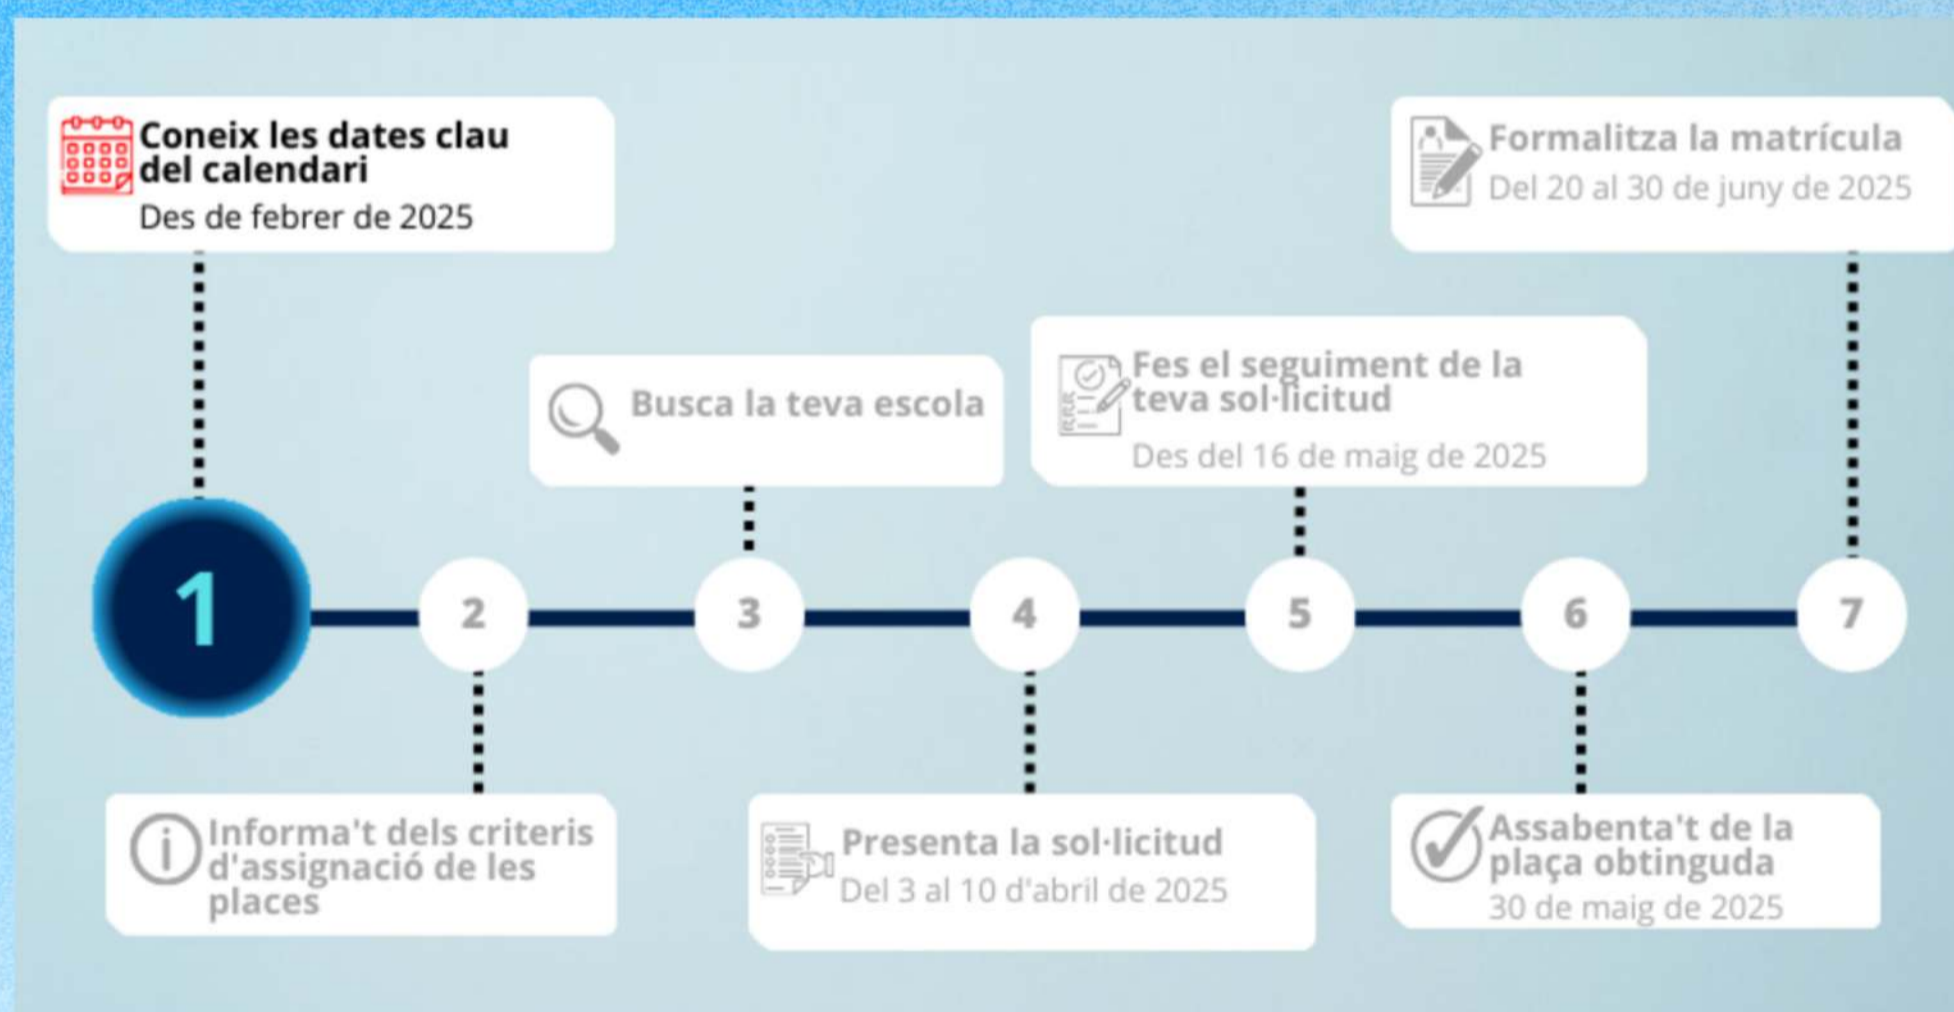 Coneix les dates clau
del calendari
Des de febrer de 2025
Formalitza la matrícula
Del 20 al 30 de juny de 2025
Busca la teva escola
Fes el seguiment de la
teva sol·licitud
Des del 16 de maig de 2025
1
2
3
4
5
6
7
Informa't dels criteris
d'assignació de les
places
Presenta la sol·licitud
Del 3 al 10 d'abril de 2025
Assabenta't de la
plaça obtinguda
30 de maig de 2025